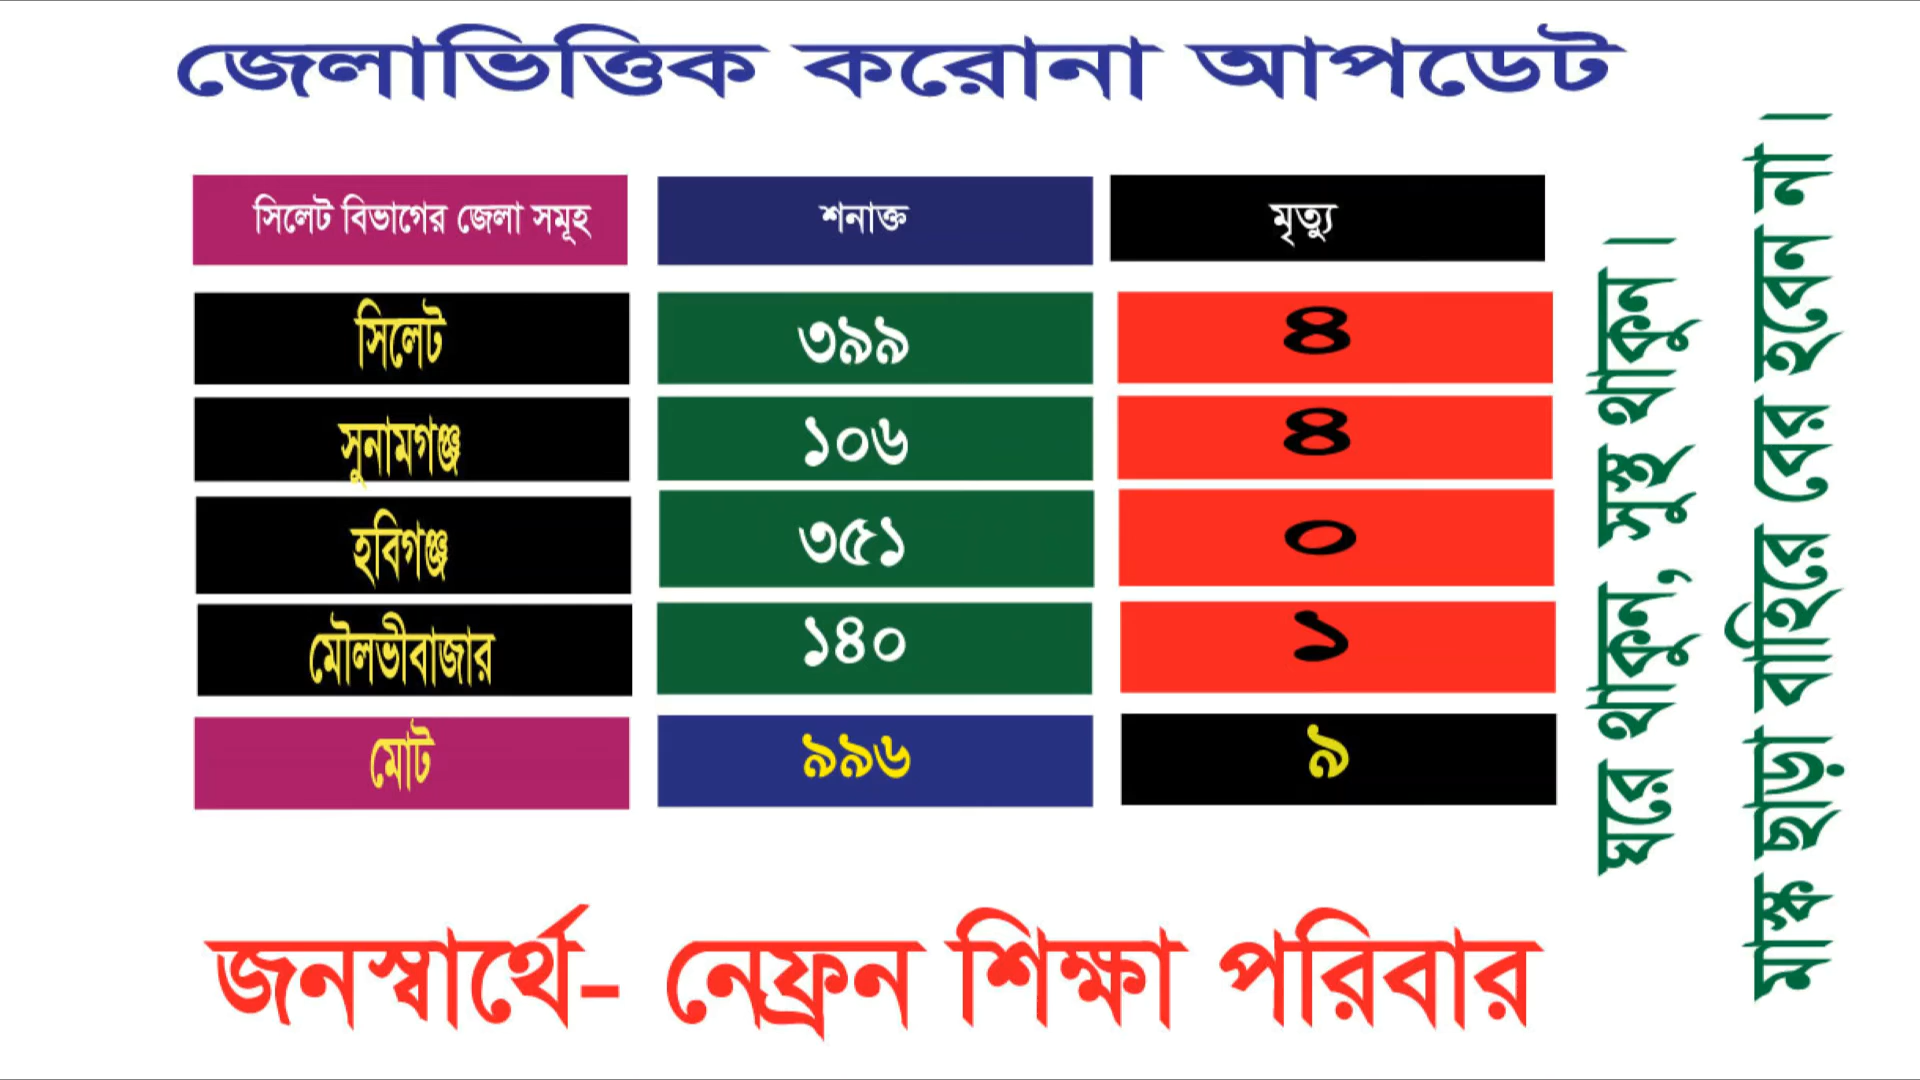 জেলাভিত্তিক করোনা আপডেট
সিলেট বিভাগের জেলা সমূহ শনাক্ত মৃত্যু
সিলেট ৩৯৯ ৪
সুনামগঞ্জ ১০৬ ৪
হবিগঞ্জ ৩৫১ ০
মৌলভীবাজার ১৪০ ১
মোট ৯৯৬ ৯
জনস্বার্থে- নেফ্রন শিক্ষা পরিবার
ঘরে থাকুন, সুস্থ থাকুন।
মাস্ক ছাড়া বাহিরে বের হবেন না।